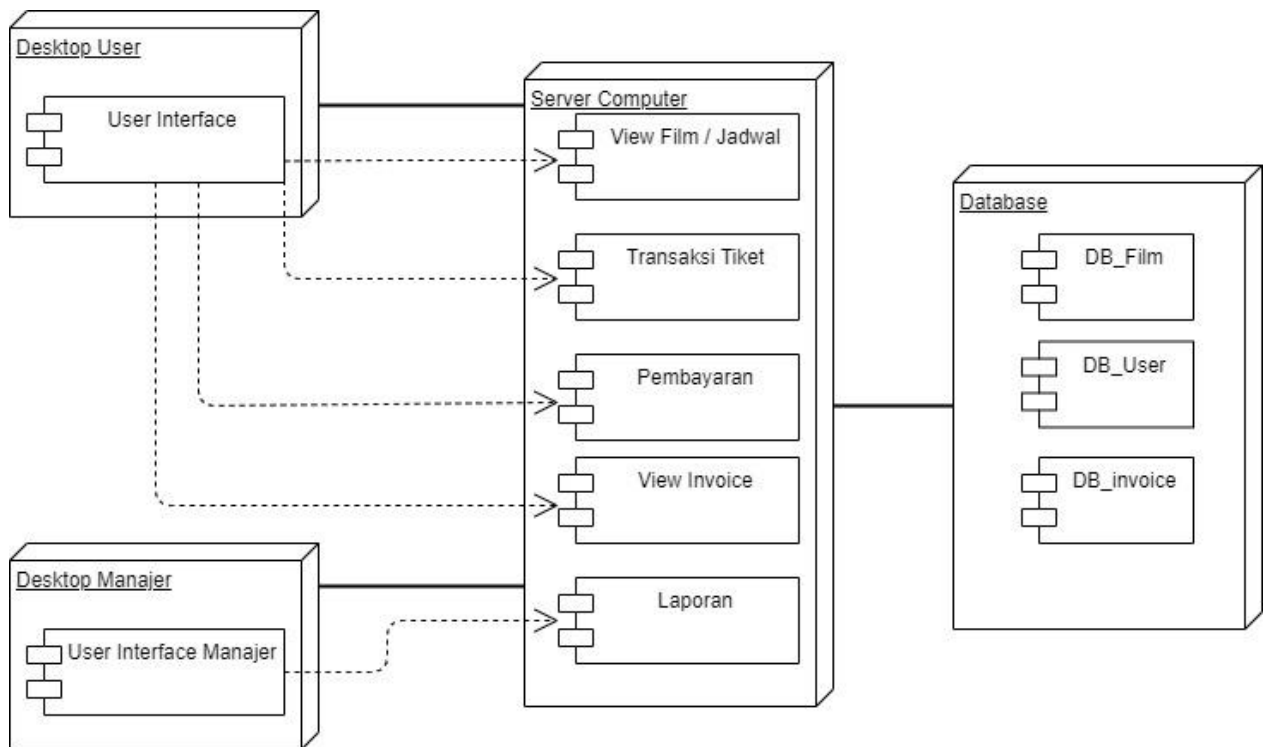 Desktop User
User Interface
Server Computer
View Film / Jadwal
Transaksi Tiket
Pembayaran
View Invoice
Laporan
Desktop Manajer
User Interface Manajer
Database
DB_Film
DB_User
DB_invoice